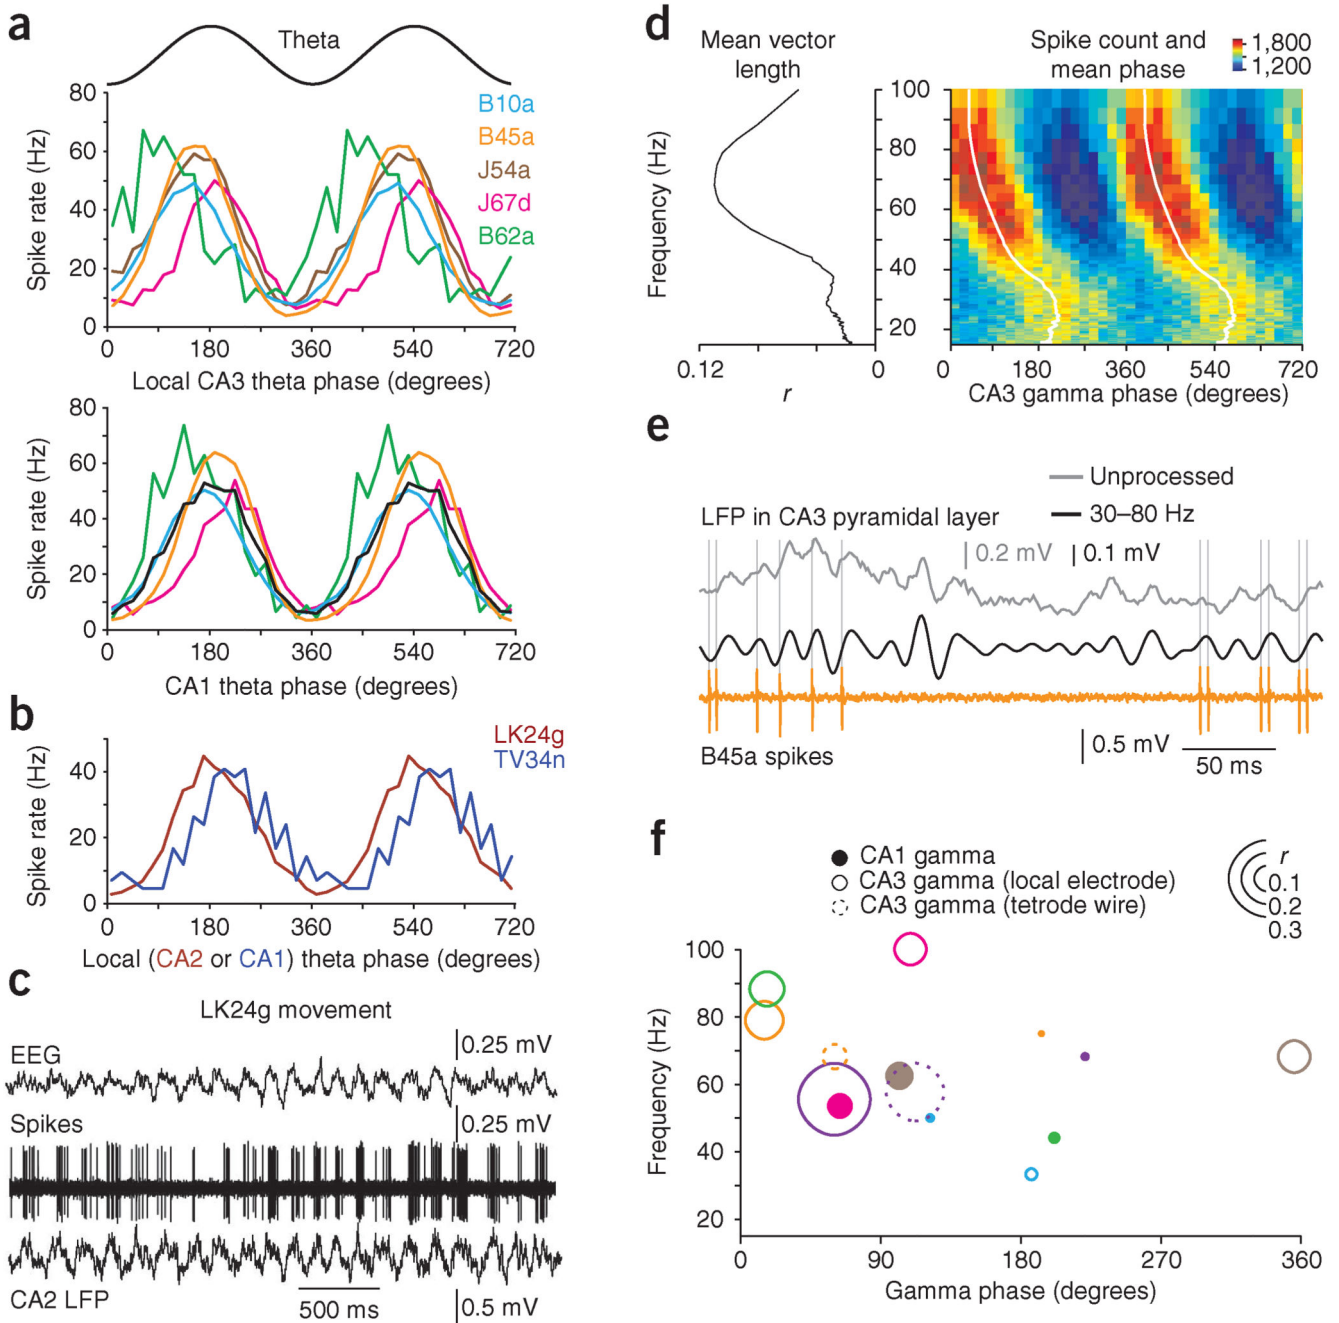 a
Theta
80
60
40
20
0
Spike rate (Hz)
B10a
B45a
J54a
J67d
B62a
0 180 360 540 720
Local CA3 theta phase (degrees)
80
60
40
20
0
Spike rate (Hz)
0 180 360 540 720
CA1 theta phase (degrees)
b
LK24g
TV34n
40
20
0
Spike rate (Hz)
0 180 360 540 720
Local (CA2 or CA1) theta phase (degrees)
c
LK24g movement
EEG
0.25 mV
Spikes
0.25 mV
CA2 LFP
500 ms
0.5 mV
d
Mean vector
length
Spike count and
mean phase
1,800
1,200
Frequency (Hz)
100
80
60
40
20
0.12 0
r
0 180 360 540 720
CA3 gamma phase (degrees)
e
Unprocessed
30–80 Hz
LFP in CA3 pyramidal layer
0.2 mV
0.1 mV
B45a spikes
0.5 mV
50 ms
f
CA1 gamma
CA3 gamma (local electrode)
CA3 gamma (tetrode wire)
r
0.1
0.2
0.3
100
80
60
40
20
Frequency (Hz)
0 90 180 270 360
Gamma phase (degrees)